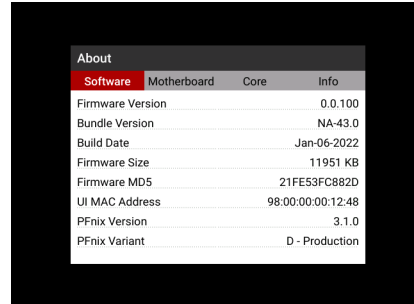 About
Software Motherboard Core Info
Firmware Version 0.0.100
Bundle Version NA-43.0
Build Date Jan-06-2022
Firmware Size 11951 KB
Firmware MD5 21FE53FC882D
UI MAC Address 98:00:00:00:12:48
PFnix Version 3.1.0
PFnix Variant D - Production